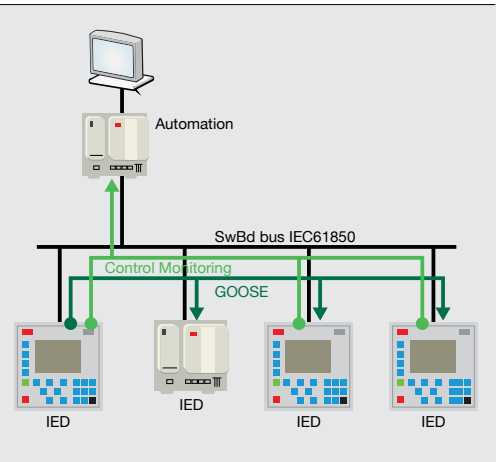 Automation
SwBd bus IEC61850
Control Monitoring
GOOSE
IED
IED
IED
IED